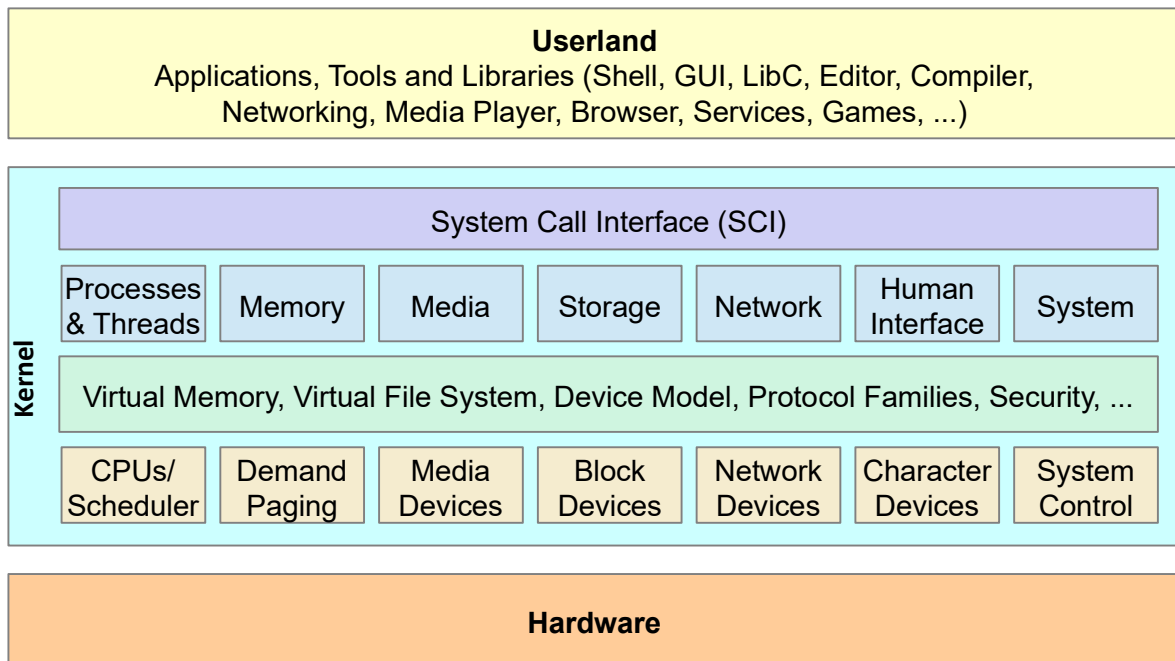 Userland
Applications, Tools and Libraries (Shell, GUI, LibC, Editor, Compiler,
Networking, Media Player, Browser, Services, Games, ...)
Kernel
System Call Interface (SCI)
Processes
& Threads
Memory
Media
Storage
Network
Human
Interface
System
Virtual Memory, Virtual File System, Device Model, Protocol Families, Security, ...
CPUs/
Scheduler
Demand
Paging
Media
Devices
Block
Devices
Network
Devices
Character
Devices
System
Control
Hardware